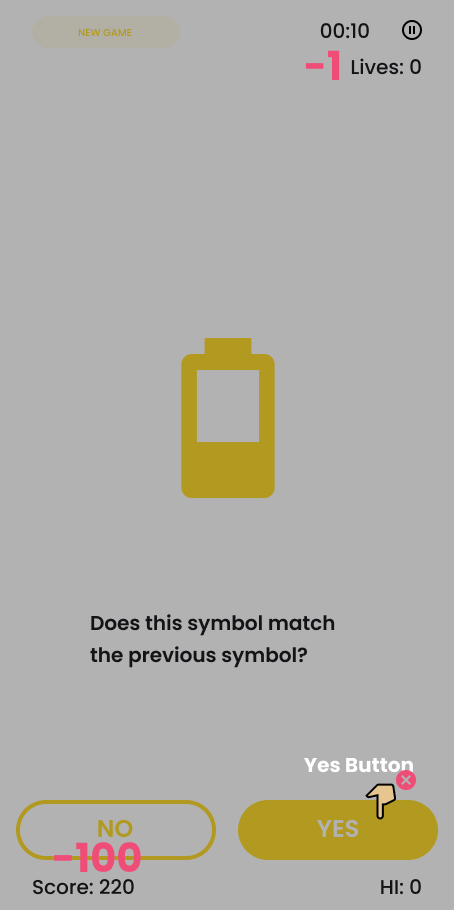 NEW GAME
00:10
-1 Lives: 0
Does this symbol match
the previous symbol?
Yes Button
NO
YES
-100
Score: 220
HI: 0